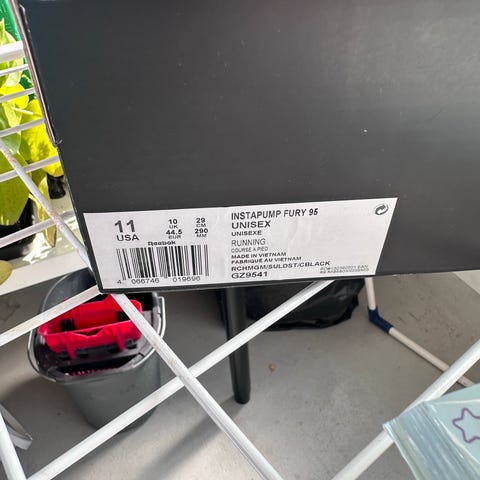 11
USA
10
UK
44.5
EUR
29
CM
290
MM
Reebok
4 066746 019696
INSTAPUMP FURY 95
UNISEX
UNISEXE
RUNNING
COURSE A PIED
MADE IN VIETNAM
FABRIQUE AU VIETNAM
RCHMGM/SULDST/CBLACK
GZ9541